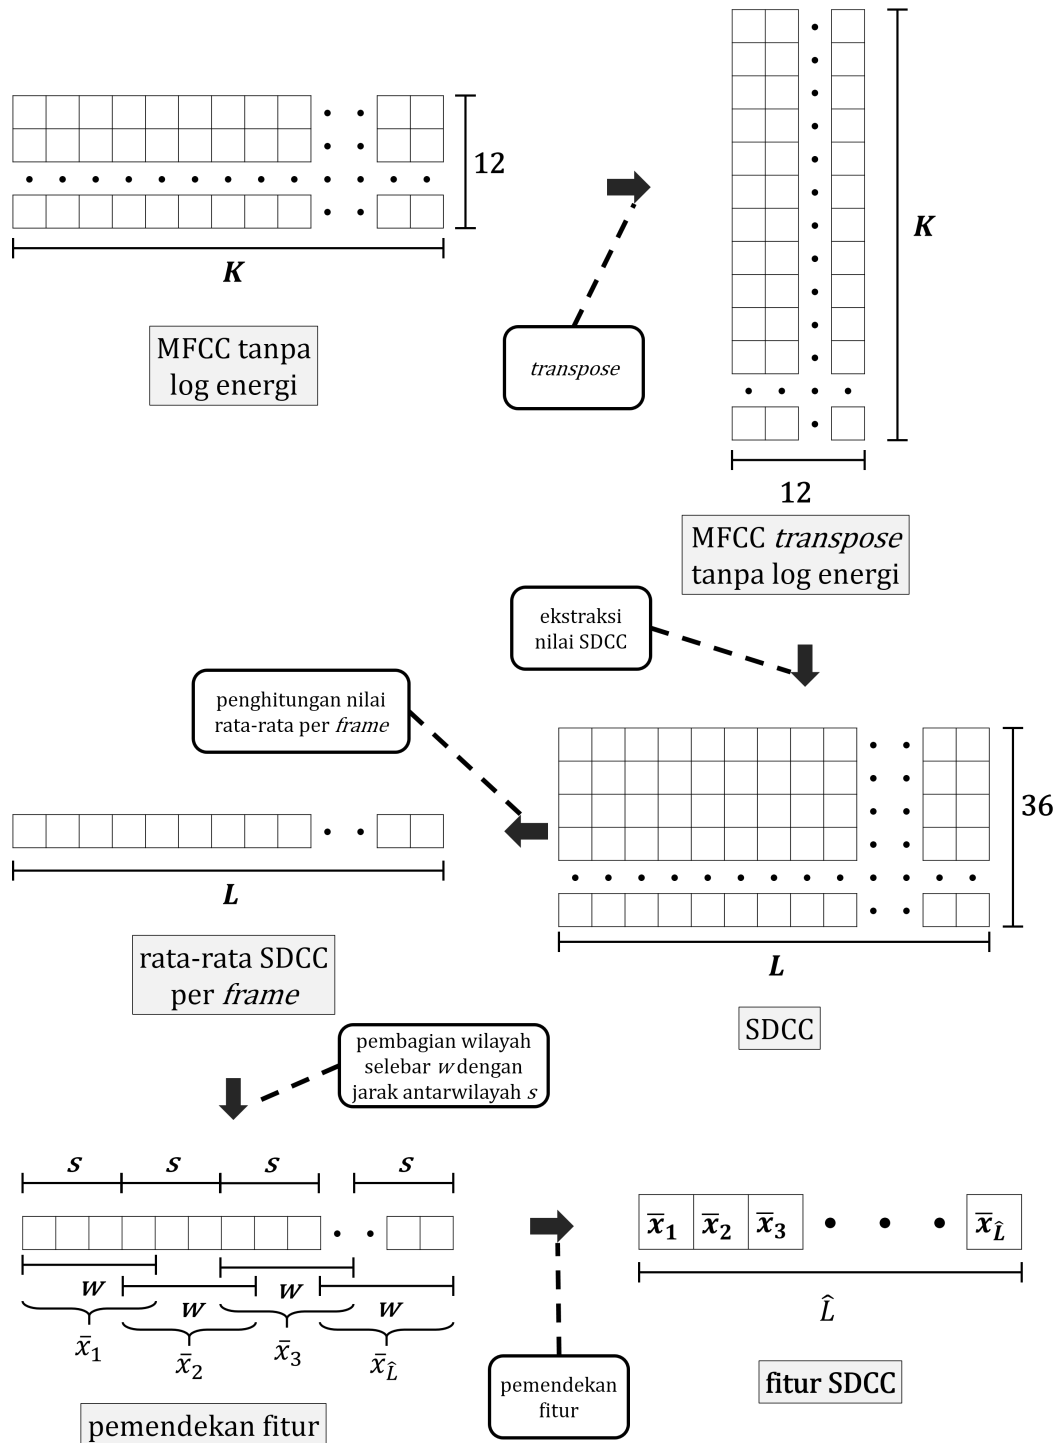 12
K
MFCC tanpa
log energi
transpose
K
12
MFCC transpose
tanpa log energi
ekstraksi
nilai SDCC
penghitungan nilai
rata-rata per frame
36
L
SDCC
L
rata-rata SDCC
per frame
pembagian wilayah
selebar w dengan
jarak antarwilayah s
s s s s
w w w w
x̄₁ x̄₂ x̄₃ x̄_L̂
pemendekan fitur
pemendekan
fitur
x̄₁ x̄₂ x̄₃ x̄_L̂
L̂
fitur SDCC